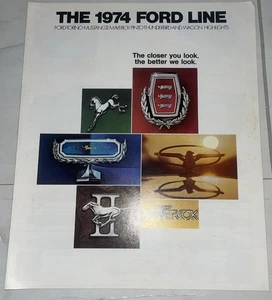 THE 1974 FORD LINE
FORD TORINO MUSTANG II MAVERICK PINTO THUNDERBIRD AND WAGON HIGHLIGHTS
The closer you look,
the better we look.
II